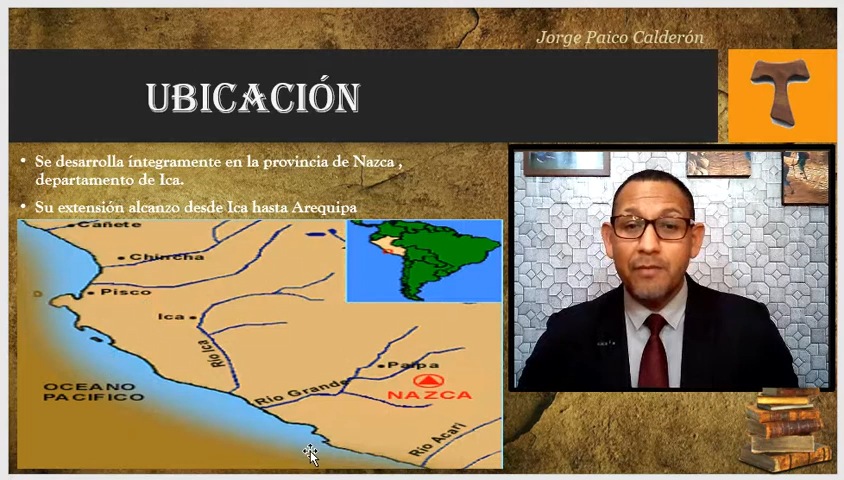 Jorge Paico Calderón
UBICACIÓN
• Se desarrolla íntegramente en la provincia de Nazca ,
departamento de Ica.
• Su extensión alcanzo desde Ica hasta Arequipa
Cañete
Chincha
Pisco
Ica
Río Ica
Palpa
Río Grande
NAZCA
OCEANO
PACIFICO
Río Acarí